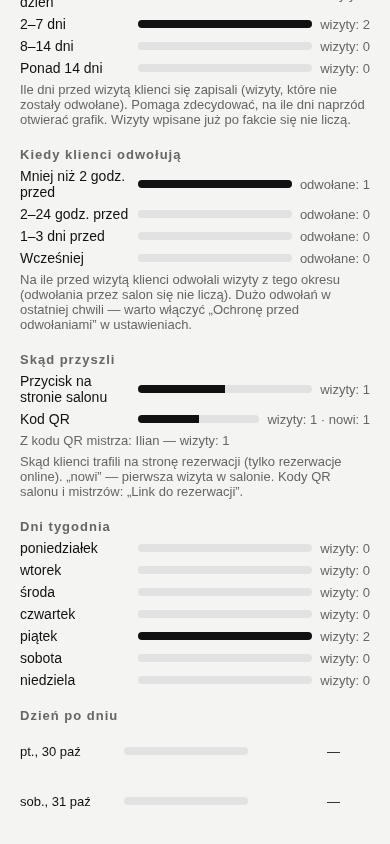 dzień
2–7 dni wizyty: 2
8–14 dni wizyty: 0
Ponad 14 dni wizyty: 0
Ile dni przed wizytą klienci się zapisali (wizyty, które nie
zostały odwołane). Pomaga zdecydować, na ile dni naprzód
otwierać grafik. Wizyty wpisane już po fakcie się nie liczą.
Kiedy klienci odwołują
Mniej niż 2 godz.
przed odwołane: 1
2–24 godz. przed odwołane: 0
1–3 dni przed odwołane: 0
Wcześniej odwołane: 0
Na ile przed wizytą klienci odwołali wizyty z tego okresu
(odwołania przez salon się nie liczą). Dużo odwołań w
ostatniej chwili — warto włączyć „Ochronę przed
odwołaniami” w ustawieniach.
Skąd przyszli
Przycisk na
stronie salonu wizyty: 1
Kod QR wizyty: 1 · nowi: 1
Z kodu QR mistrza: Ilian — wizyty: 1
Skąd klienci trafili na stronę rezerwacji (tylko rezerwacje
online). „nowi” — pierwsza wizyta w salonie. Kody QR
salonu i mistrzów: „Link do rezerwacji”.
Dni tygodnia
poniedziałek wizyty: 0
wtorek wizyty: 0
środa wizyty: 0
czwartek wizyty: 0
piątek wizyty: 2
sobota wizyty: 0
niedziela wizyty: 0
Dzień po dniu
pt., 30 paź —
sob., 31 paź —